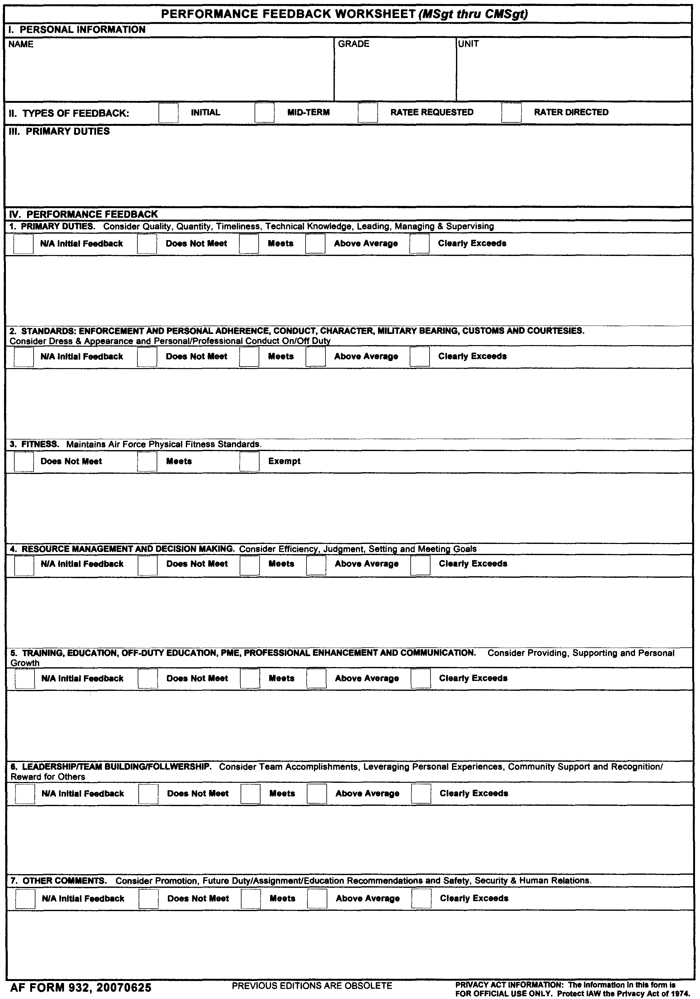 PERFORMANCE FEEDBACK WORKSHEET (MSgt thru CMSgt)
I. PERSONAL INFORMATION
NAME GRADE UNIT
II. TYPES OF FEEDBACK: INITIAL MID-TERM RATEE REQUESTED RATER DIRECTED
III. PRIMARY DUTIES
IV. PERFORMANCE FEEDBACK
1. PRIMARY DUTIES. Consider Quality, Quantity, Timeliness, Technical Knowledge, Leading, Managing & Supervising
N/A Initial Feedback Does Not Meet Meets Above Average Clearly Exceeds
2. STANDARDS: ENFORCEMENT AND PERSONAL ADHERENCE, CONDUCT, CHARACTER, MILITARY BEARING, CUSTOMS AND COURTESIES.
Consider Dress & Appearance and Personal/Professional Conduct On/Off Duty
N/A Initial Feedback Does Not Meet Meets Above Average Clearly Exceeds
3. FITNESS. Maintains Air Force Physical Fitness Standards.
Does Not Meet Meets Exempt
4. RESOURCE MANAGEMENT AND DECISION MAKING. Consider Efficiency, Judgment, Setting and Meeting Goals
N/A Initial Feedback Does Not Meet Meets Above Average Clearly Exceeds
5. TRAINING, EDUCATION, OFF-DUTY EDUCATION, PME, PROFESSIONAL ENHANCEMENT AND COMMUNICATION. Consider Providing, Supporting and Personal
Growth
N/A Initial Feedback Does Not Meet Meets Above Average Clearly Exceeds
6. LEADERSHIP/TEAM BUILDING/FOLLWERSHIP. Consider Team Accomplishments, Leveraging Personal Experiences, Community Support and Recognition/
Reward for Others
N/A Initial Feedback Does Not Meet Meets Above Average Clearly Exceeds
7. OTHER COMMENTS. Consider Promotion, Future Duty/Assignment/Education Recommendations and Safety, Security & Human Relations.
N/A Initial Feedback Does Not Meet Meets Above Average Clearly Exceeds
AF FORM 932, 20070625 PREVIOUS EDITIONS ARE OBSOLETE PRIVACY ACT INFORMATION: The information in this form is
FOR OFFICIAL USE ONLY. Protect IAW the Privacy Act of 1974.